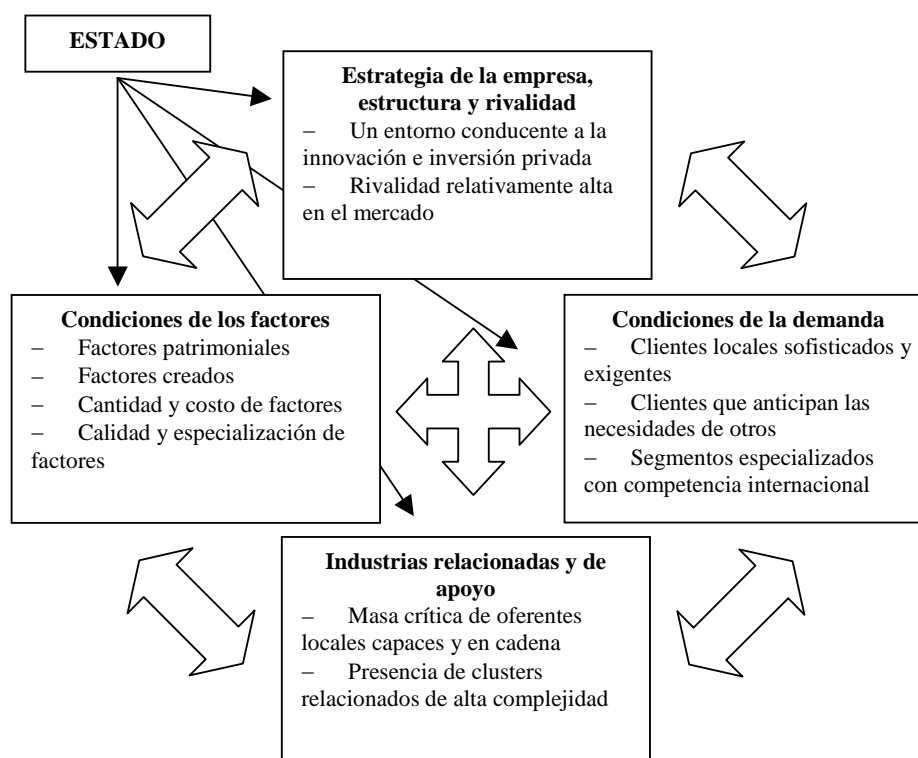 ESTADO
Estrategia de la empresa,
estructura y rivalidad
– Un entorno conducente a la
innovación e inversión privada
– Rivalidad relativamente alta
en el mercado
Condiciones de los factores
– Factores patrimoniales
– Factores creados
– Cantidad y costo de factores
– Calidad y especialización de
factores
Condiciones de la demanda
– Clientes locales sofisticados y
exigentes
– Clientes que anticipan las
necesidades de otros
– Segmentos especializados
con competencia internacional
Industrias relacionadas y de
apoyo
– Masa crítica de oferentes
locales capaces y en cadena
– Presencia de clusters
relacionados de alta complejidad